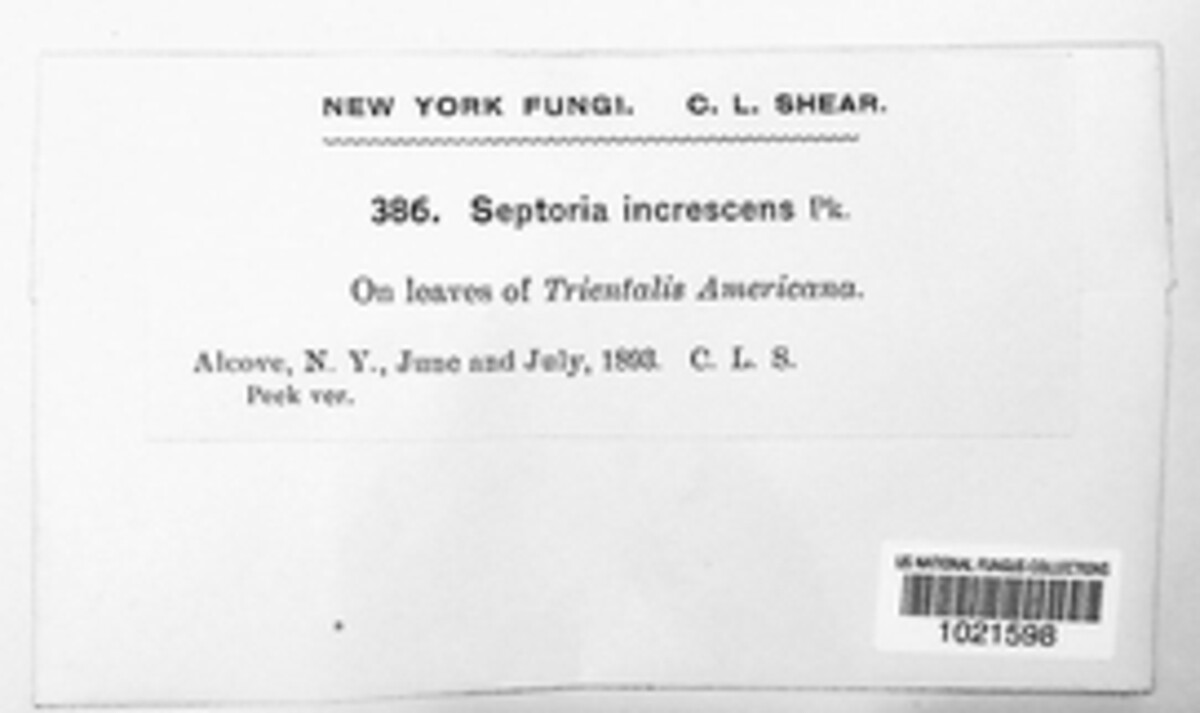 NEW YORK FUNGI. C. L. SHEAR.
386. Septoria increscens Pk.
On leaves of Trientalis Americana.
Alcove, N. Y., June and July, 1893. C. L. S.
Peck ver.
US NATIONAL FUNGUS COLLECTIONS
1021598